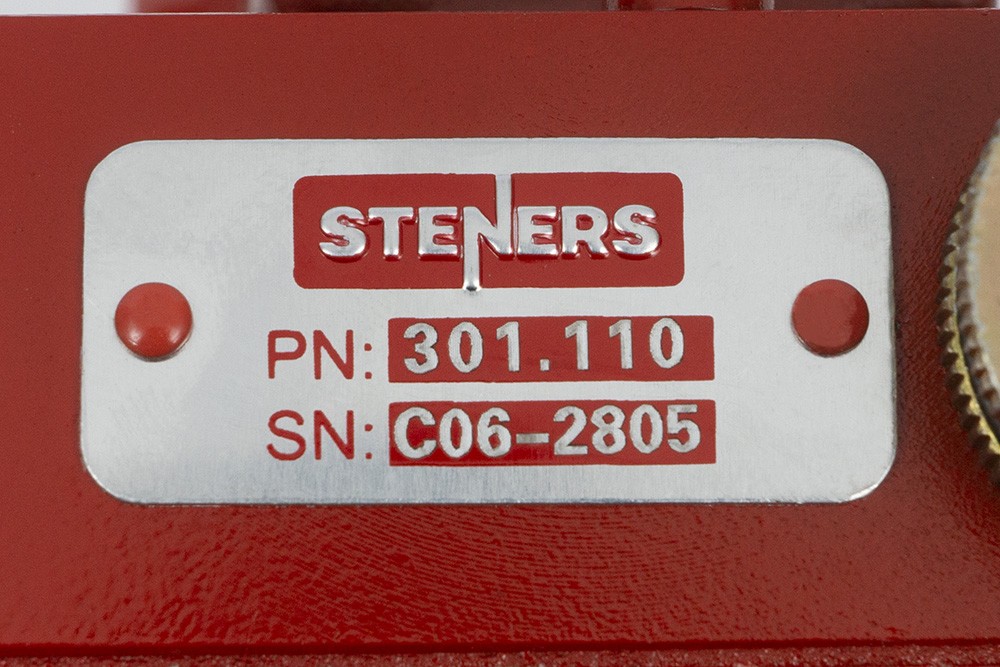 STENERS
PN: 301.110
SN: C06-2805